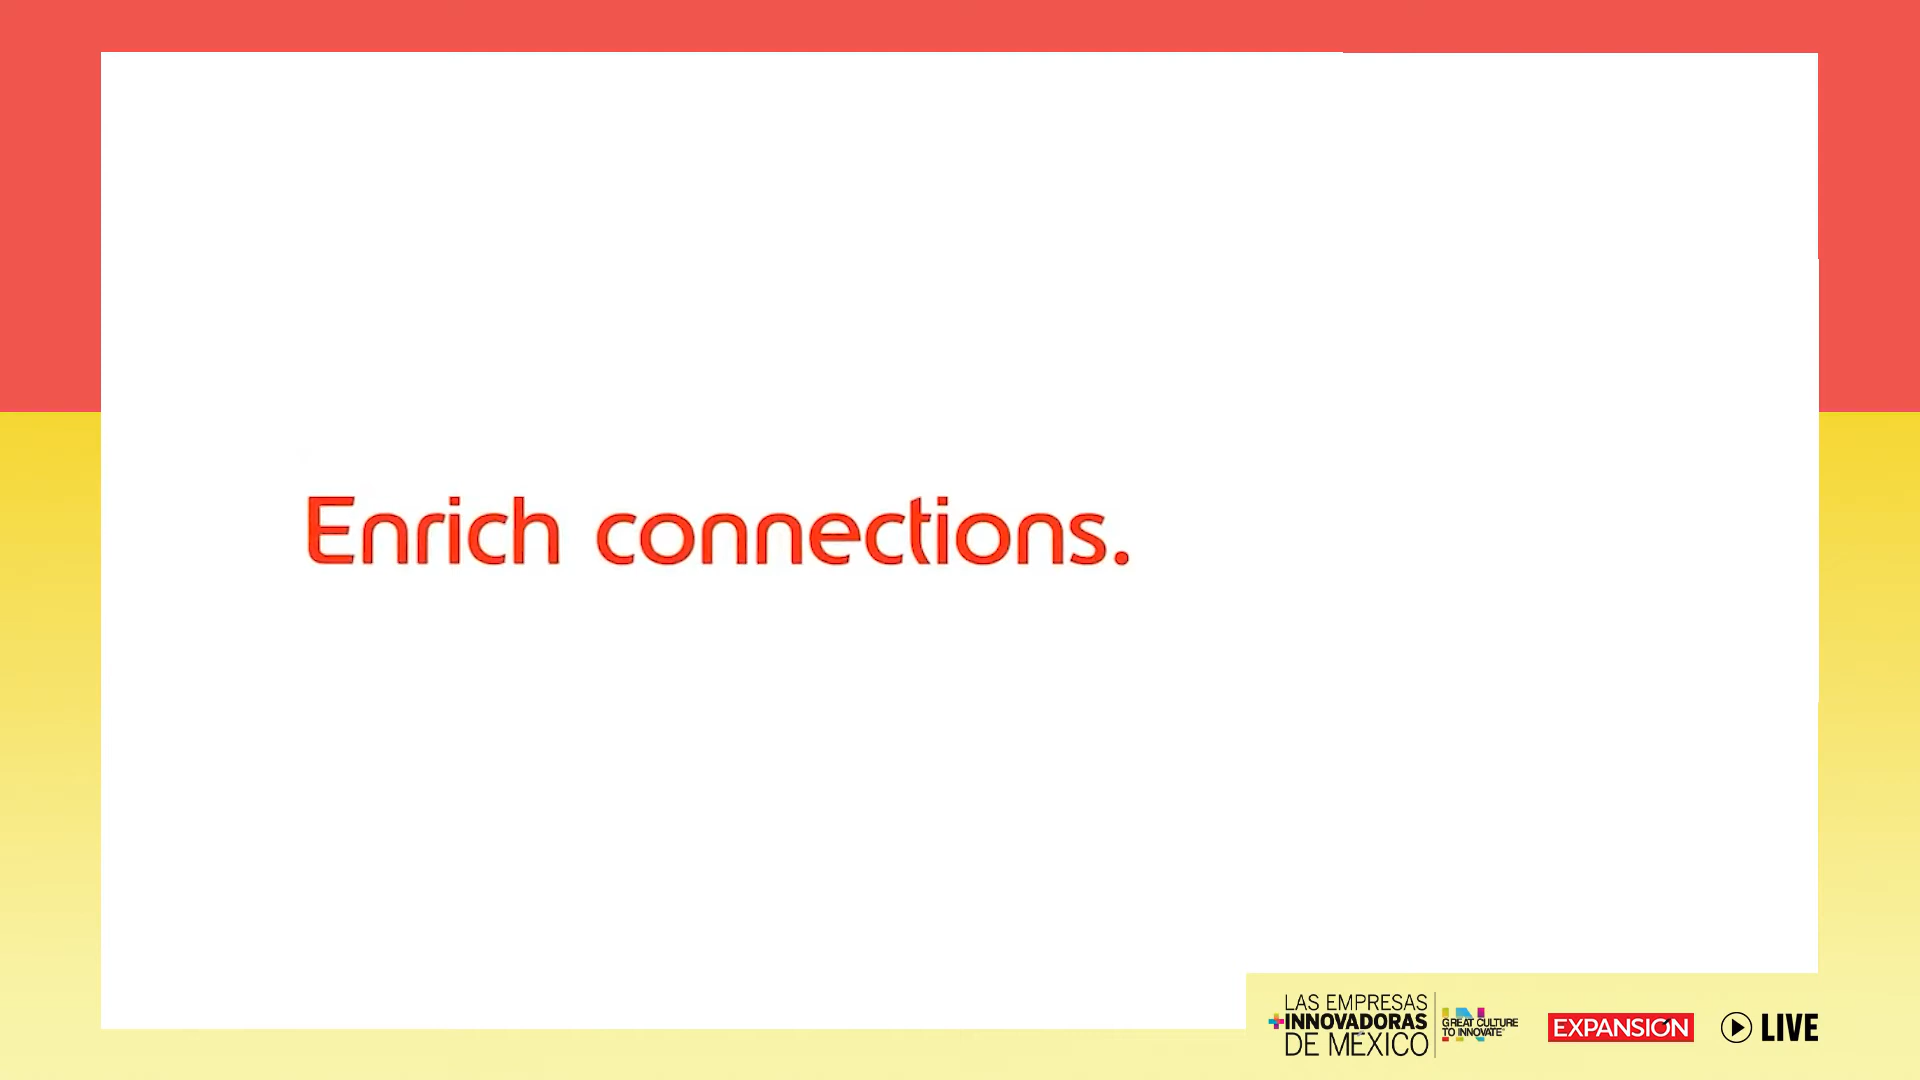 Enrich connections.
LAS EMPRESAS
+INNOVADORAS
DE MÉXICO
GREAT CULTURE
TO INNOVATE
EXPANSIÓN
LIVE